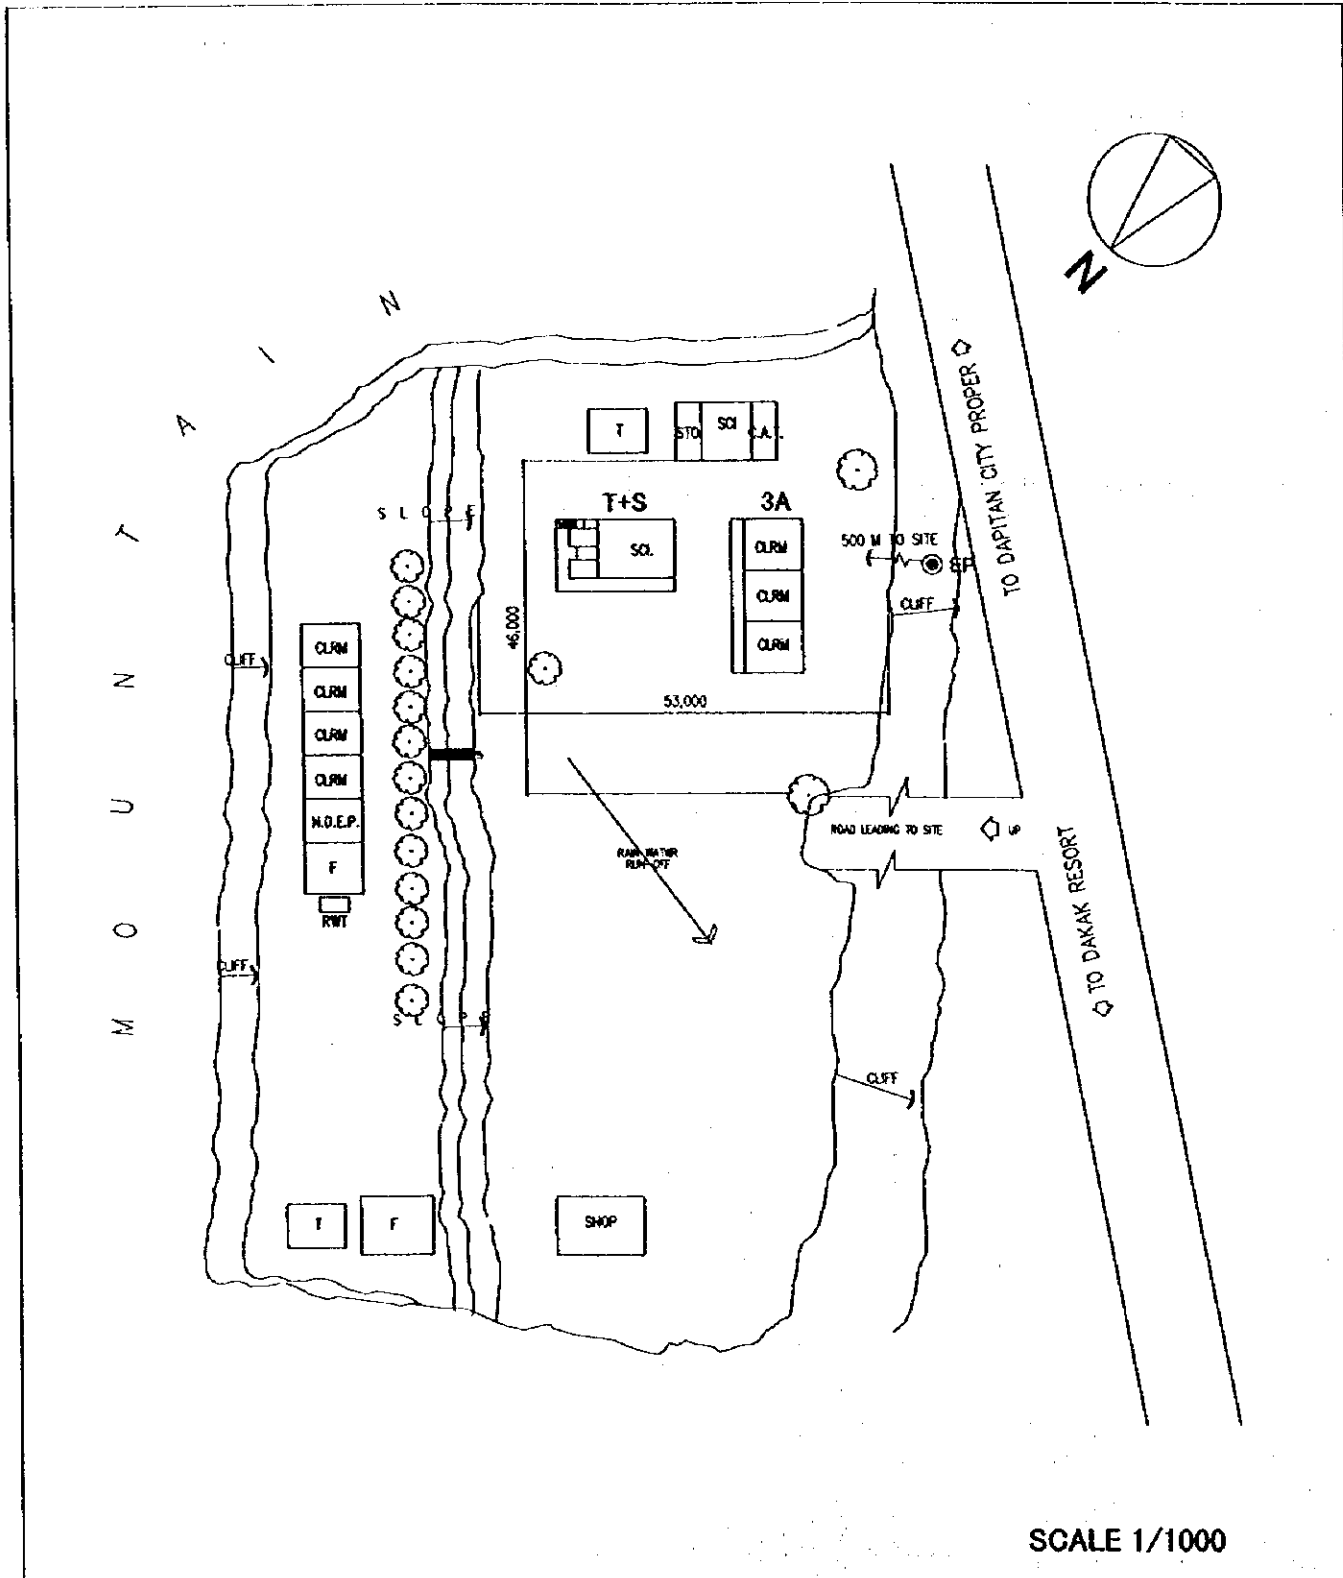 N
MOUNTAIN
T
STO.
SCI
T+S
3A
SLOPE
SCI.
CLRM
CLRM
CLRM
500 M TO SITE
EP
CLIFF
TO DAPITAN CITY PROPER
46,000
53,000
CLIFF
CLRM
CLRM
CLRM
CLRM
N.D.E.P.
F
RWT
RAIN WATER
RUN-OFF
ROAD LEADING TO SITE
UP
TO DAKAK RESORT
CLIFF
SLOPE
CLIFF
T
F
SHOP
SCALE 1/1000